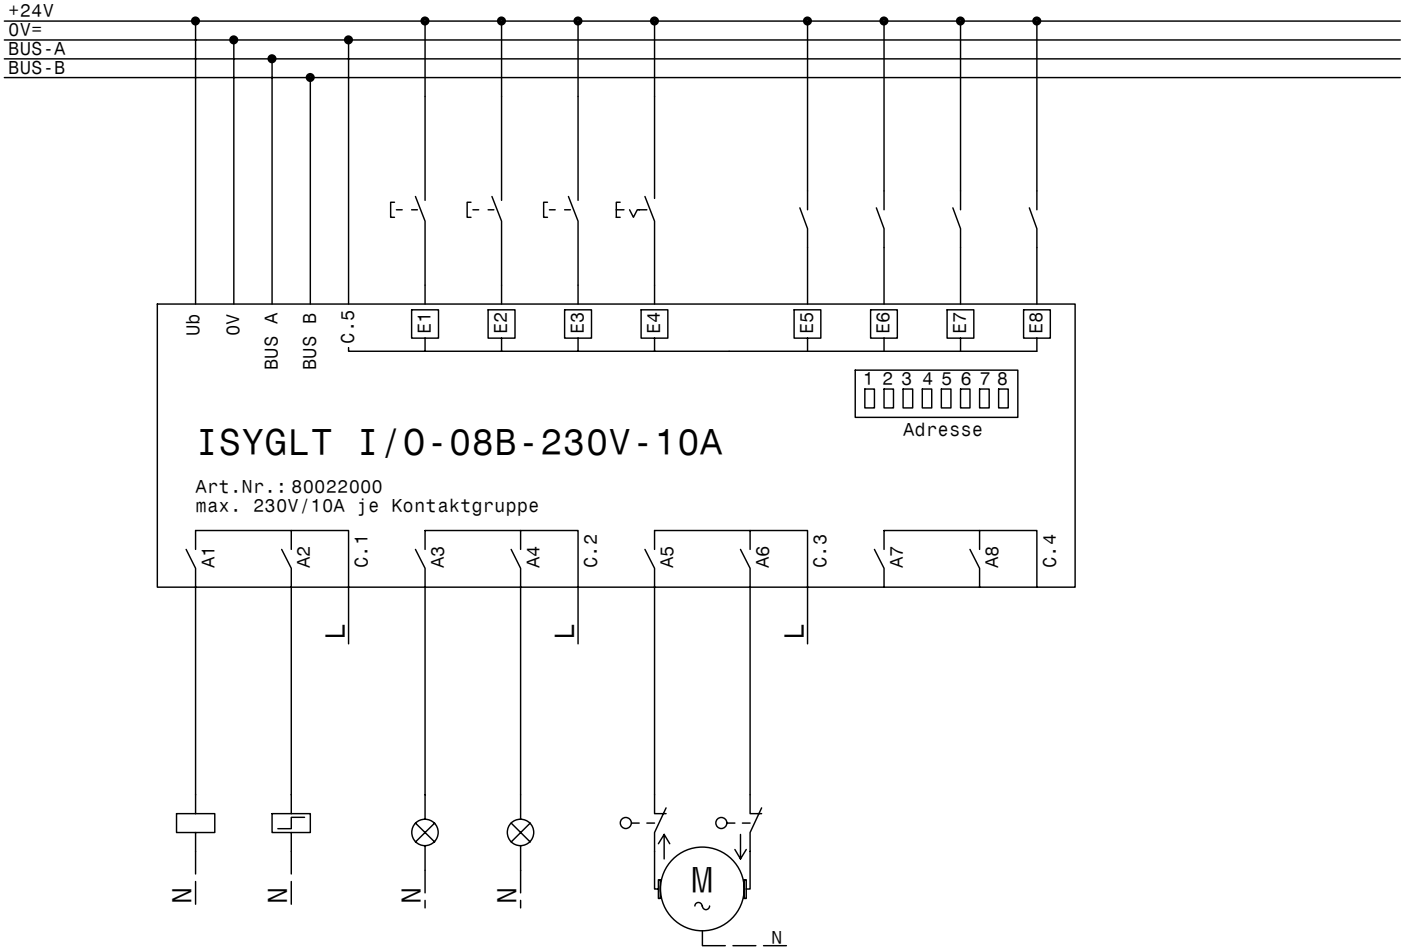 +24V
0V=
BUS-A
BUS-B
Ub 0V BUS A BUS B C.5 E1 E2 E3 E4 E5 E6 E7 E8
1 2 3 4 5 6 7 8
Adresse
ISYGLT I/O-08B-230V-10A
Art.Nr.:80022000
max. 230V/10A je Kontaktgruppe
A1 A2 C.1 A3 A4 C.2 A5 A6 C.3 A7 A8 C.4
L L L
M
N N N N
N